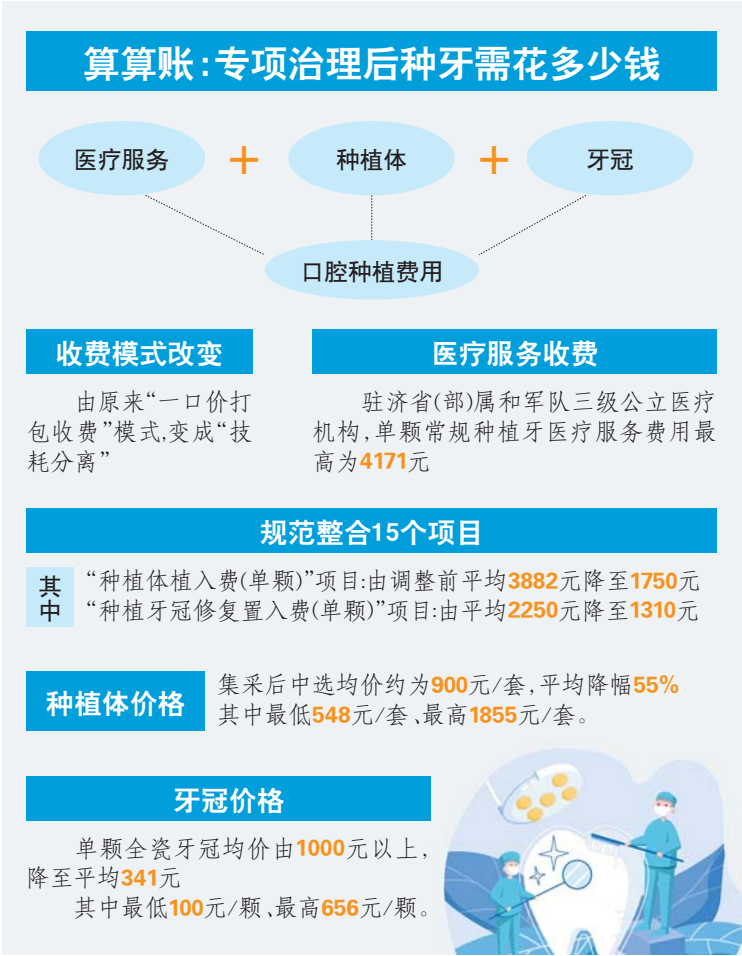 算算账:专项治理后种牙需花多少钱
医疗服务 + 种植体 + 牙冠
口腔种植费用
收费模式改变
由原来“一口价打
包收费”模式,变成“技
耗分离”
医疗服务收费
驻济省(部)属和军队三级公立医疗
机构,单颗常规种植牙医疗服务费用最
高为4171元
规范整合15个项目
其中
“种植体植入费(单颗)”项目:由调整前平均3882元降至1750元
“种植牙冠修复置入费(单颗)”项目:由平均2250元降至1310元
种植体价格
集采后中选均价约为900元/套,平均降幅55%
其中最低548元/套、最高1855元/套。
牙冠价格
单颗全瓷牙冠均价由1000元以上,
降至平均341元
其中最低100元/颗、最高656元/颗。